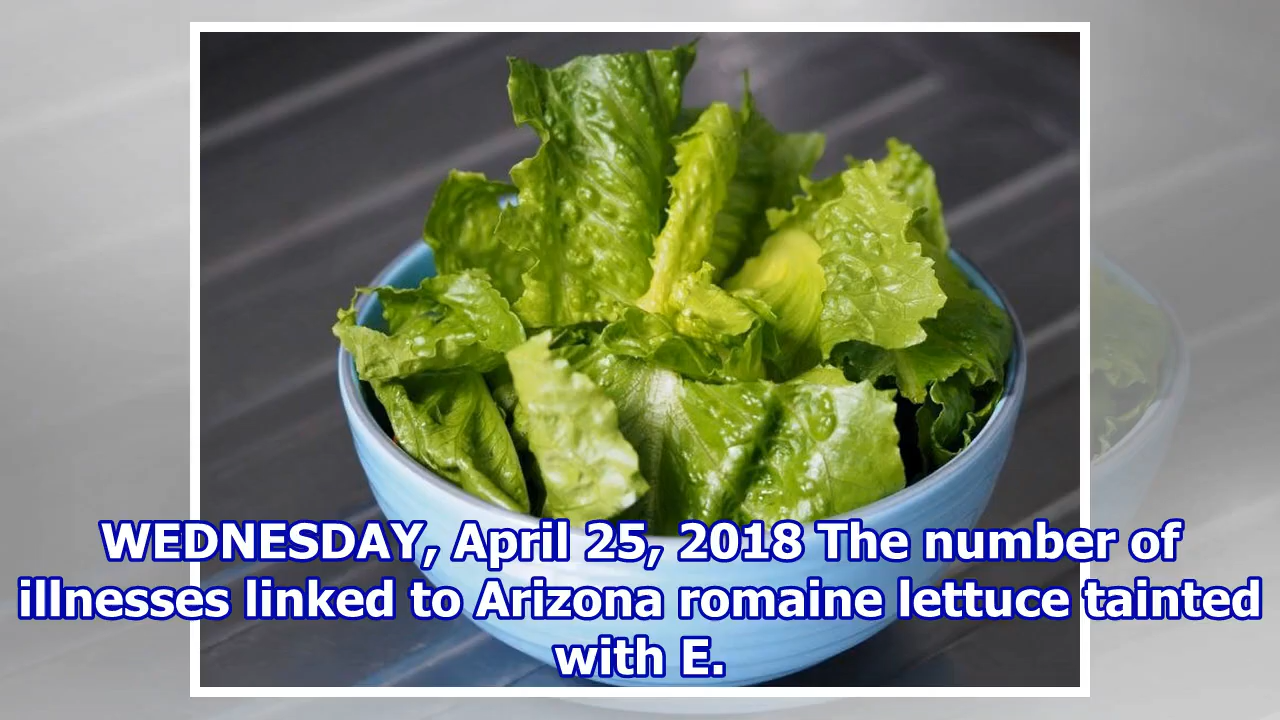 WEDNESDAY, April 25, 2018 The number of
illnesses linked to Arizona romaine lettuce tainted
with E.